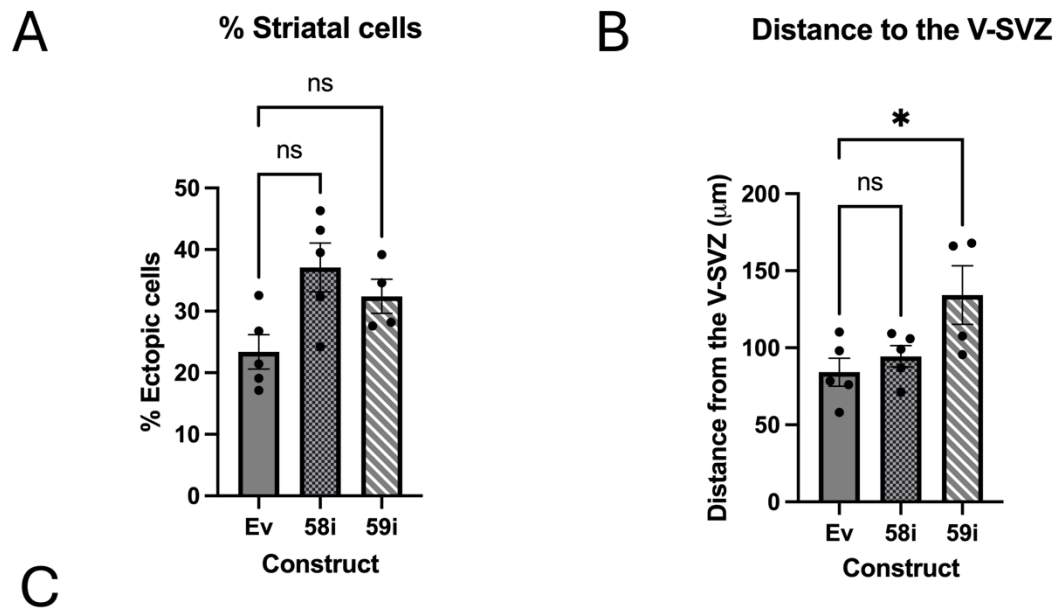 A
% Striatal cells
ns
ns
% Ectopic cells
50
40
30
20
10
0
Ev 58i 59i
Construct
B
Distance to the V-SVZ
*
ns
Distance from the V-SVZ (μm)
200
150
100
50
0
Ev 58i 59i
Construct
C